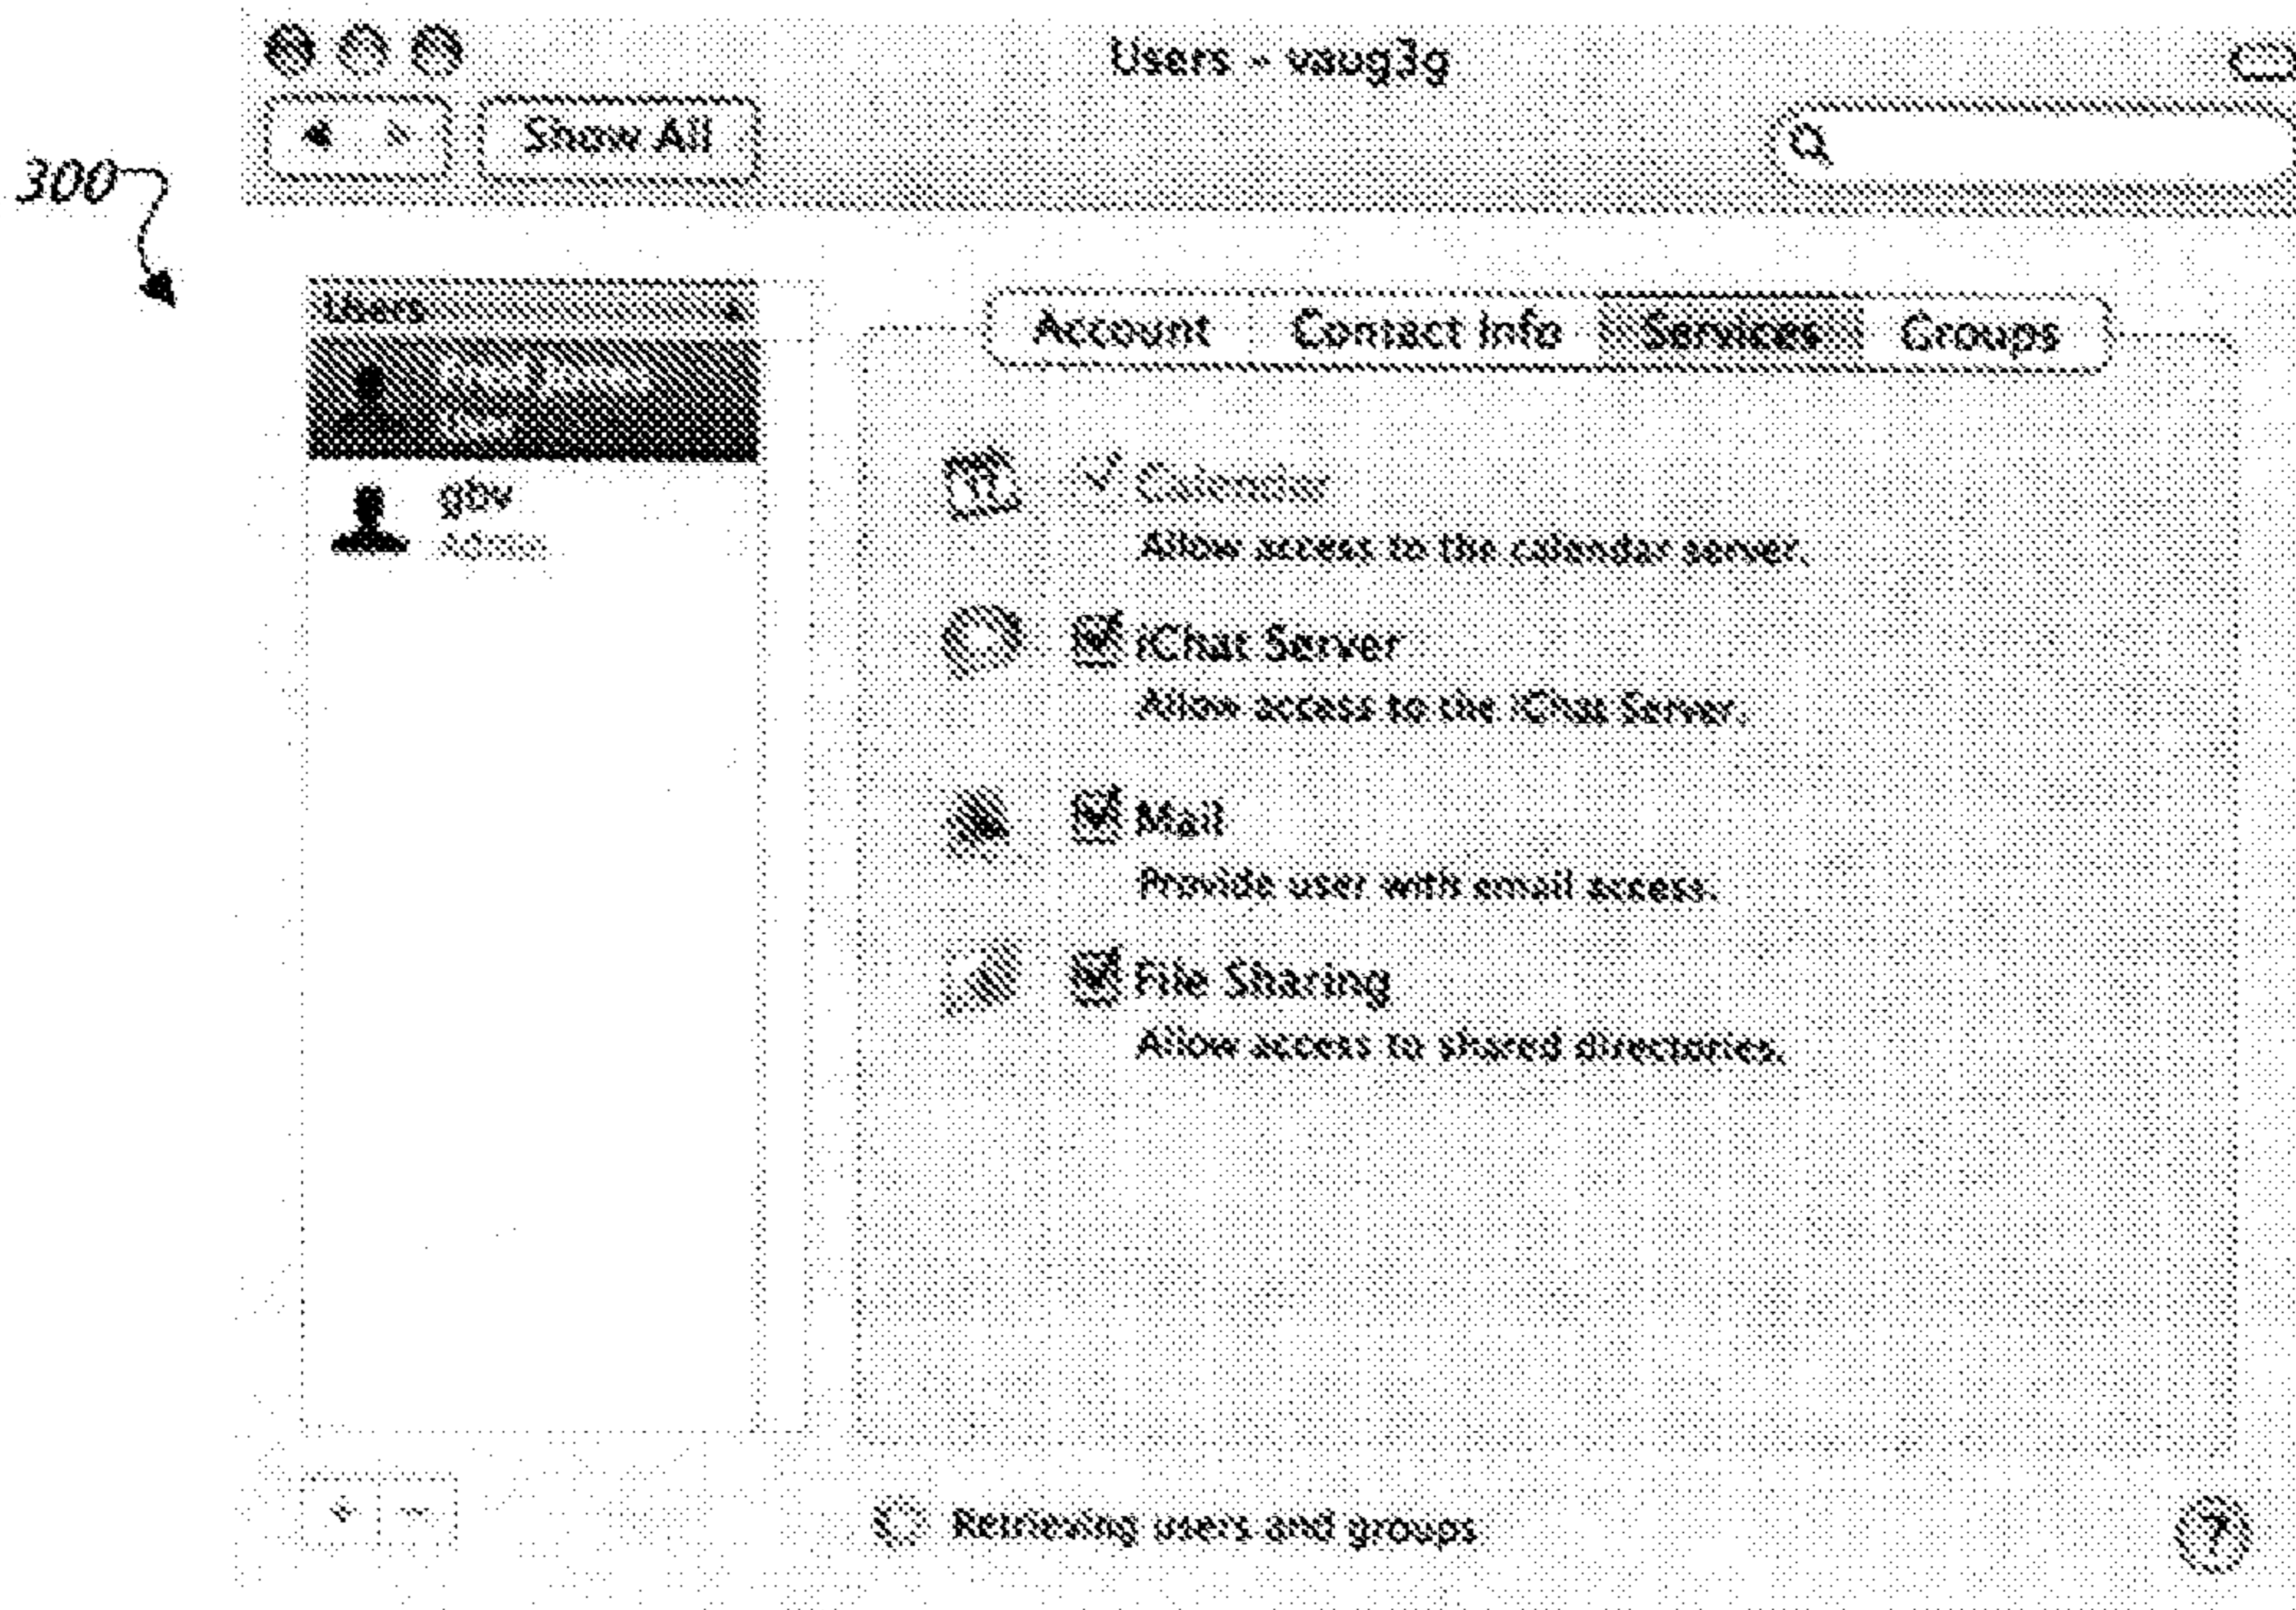 Users - vaug3g
Show All
300
Users
Account Contact Info Services Groups
gbv
Admin
Calendar
Allow access to the calendar server.
iChat Server
Allow access to the iChat Server.
Mail
Provide user with email access.
File Sharing
Allow access to shared directories.
+ −
Retrieving users and groups
?